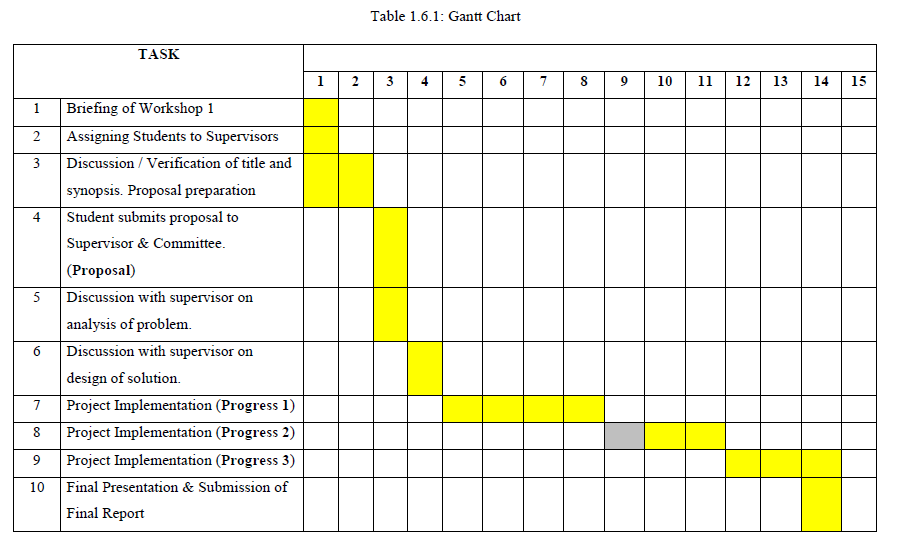 Table 1.6.1: Gantt Chart
TASK
1 2 3 4 5 6 7 8 9 10 11 12 13 14 15
1 Briefing of Workshop 1
2 Assigning Students to Supervisors
3 Discussion / Verification of title and
synopsis. Proposal preparation
4 Student submits proposal to
Supervisor & Committee.
(Proposal)
5 Discussion with supervisor on
analysis of problem.
6 Discussion with supervisor on
design of solution.
7 Project Implementation (Progress 1)
8 Project Implementation (Progress 2)
9 Project Implementation (Progress 3)
10 Final Presentation & Submission of
Final Report